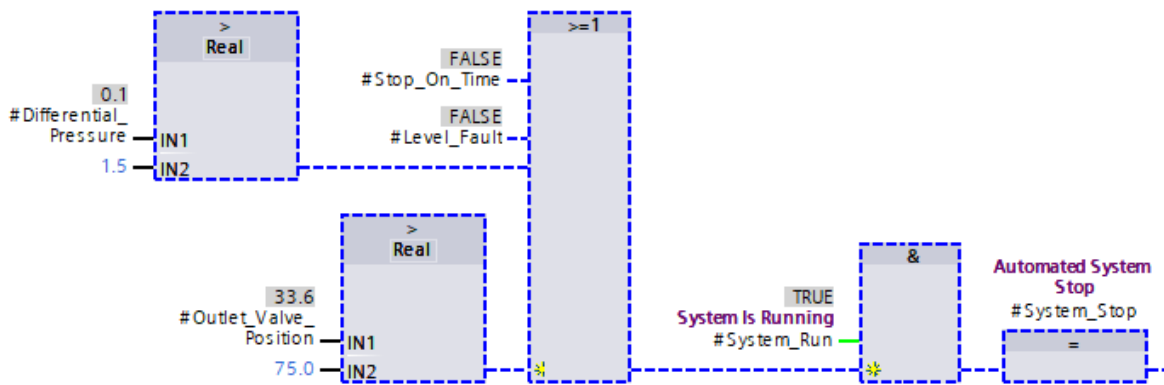 >
Real
0.1
#Differential_
Pressure
IN1
1.5
IN2
>=1
FALSE
#Stop_On_Time
FALSE
#Level_Fault
>
Real
33.6
#Outlet_Valve_
Position
IN1
75.0
IN2
&
TRUE
System Is Running
#System_Run
Automated System
Stop
#System_Stop
=